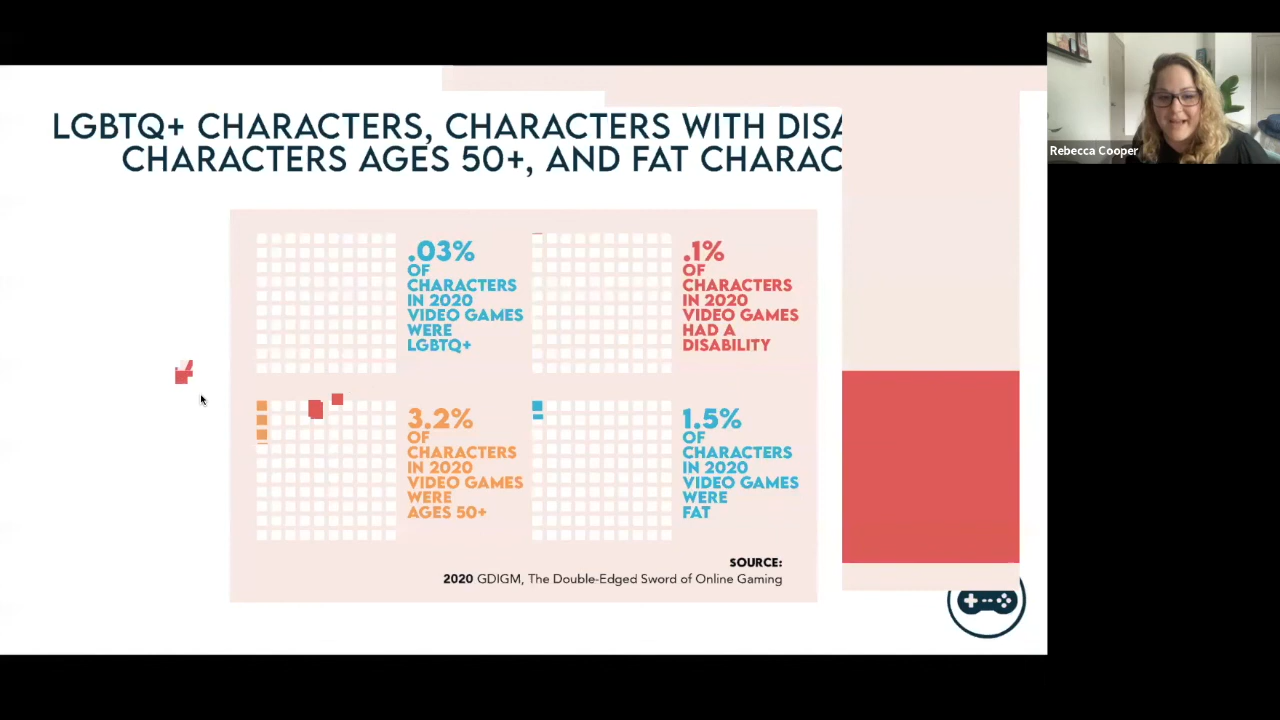 LGBTQ+ CHARACTERS, CHARACTERS WITH
CHARACTERS AGES 50+, AND FAT
.03%
OF
CHARACTERS
IN 2020
VIDEO GAMES
WERE
LGBTQ+
.1%
OF
CHARACTERS
IN 2020
VIDEO GAMES
HAD A
DISABILITY
3.2%
OF
CHARACTERS
IN 2020
VIDEO GAMES
WERE
AGES 50+
1.5%
OF
CHARACTERS
IN 2020
VIDEO GAMES
WERE
FAT
SOURCE:
2020 GDIGM, The Double-Edged Sword of Online Gaming
Rebecca Cooper